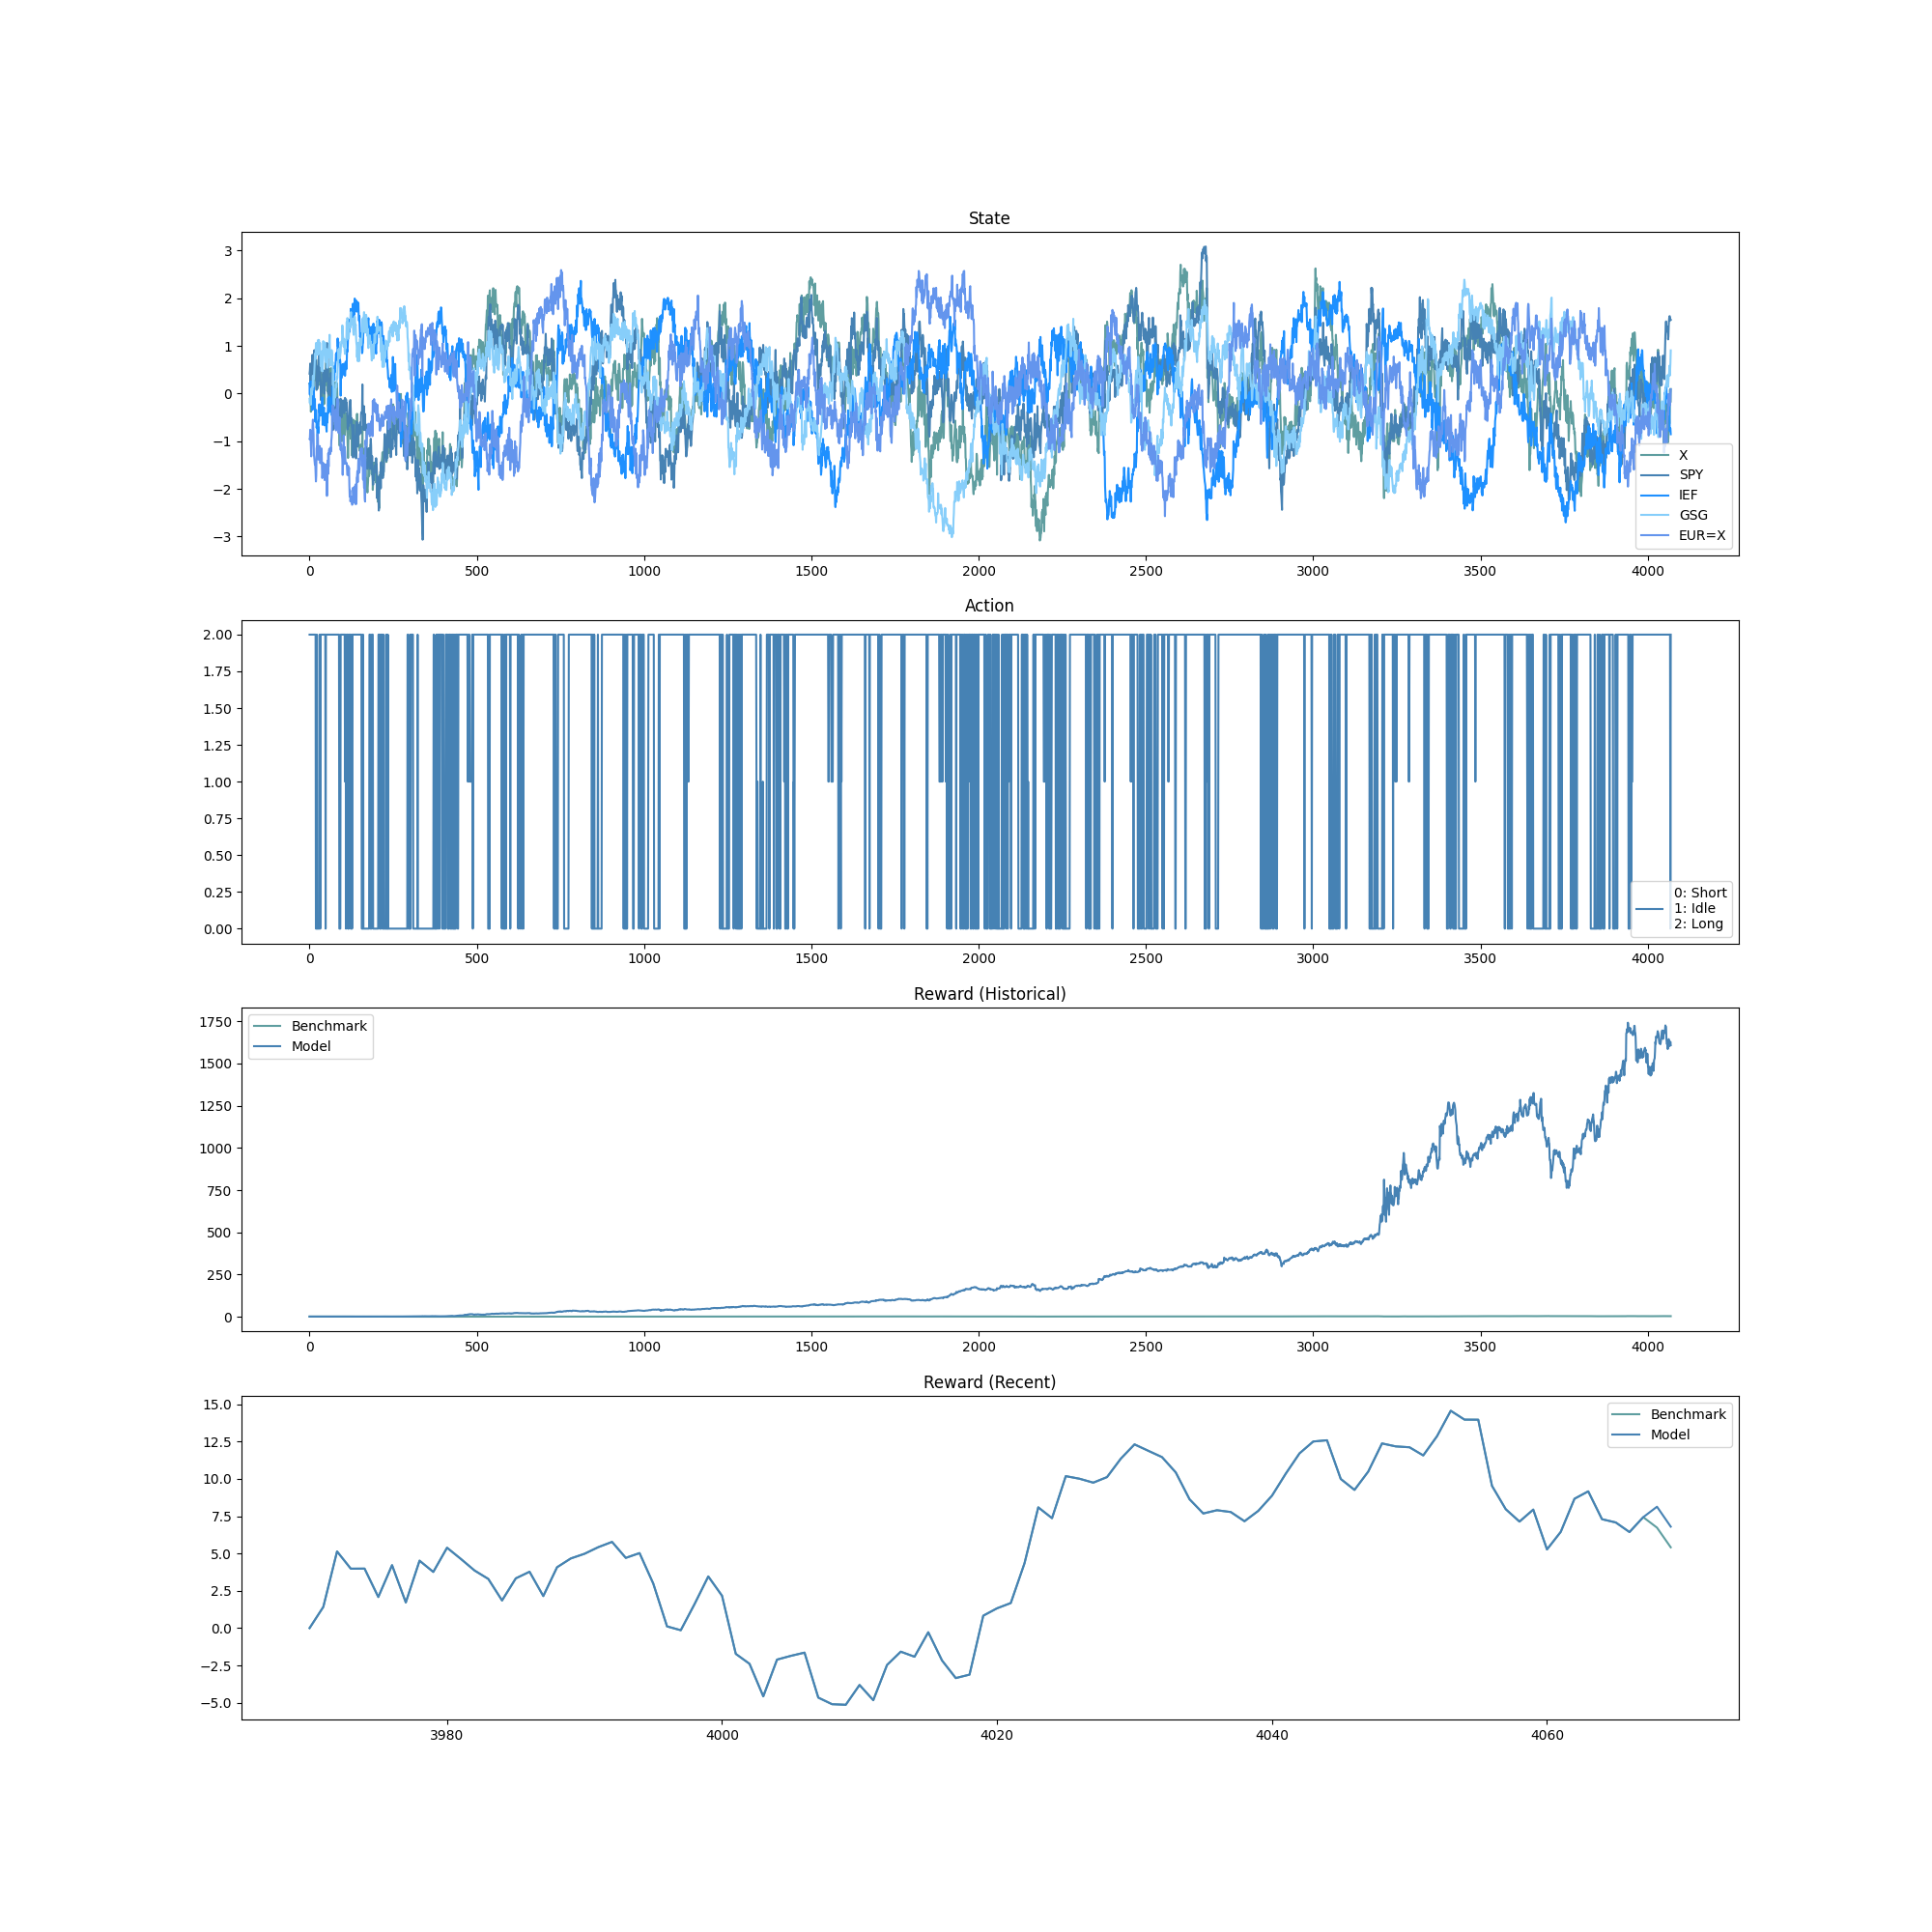 State
3
2
1
0
−1
−2
−3
X
SPY
IEF
GSG
EUR=X
0 500 1000 1500 2000 2500 3000 3500 4000
Action
2.00
1.75
1.50
1.25
1.00
0.75
0.50
0.25
0.00
0: Short
1: Idle
2: Long
0 500 1000 1500 2000 2500 3000 3500 4000
Reward (Historical)
Benchmark
Model
1750
1500
1250
1000
750
500
250
0
0 500 1000 1500 2000 2500 3000 3500 4000
Reward (Recent)
Benchmark
Model
15.0
12.5
10.0
7.5
5.0
2.5
0.0
−2.5
−5.0
3980 4000 4020 4040 4060